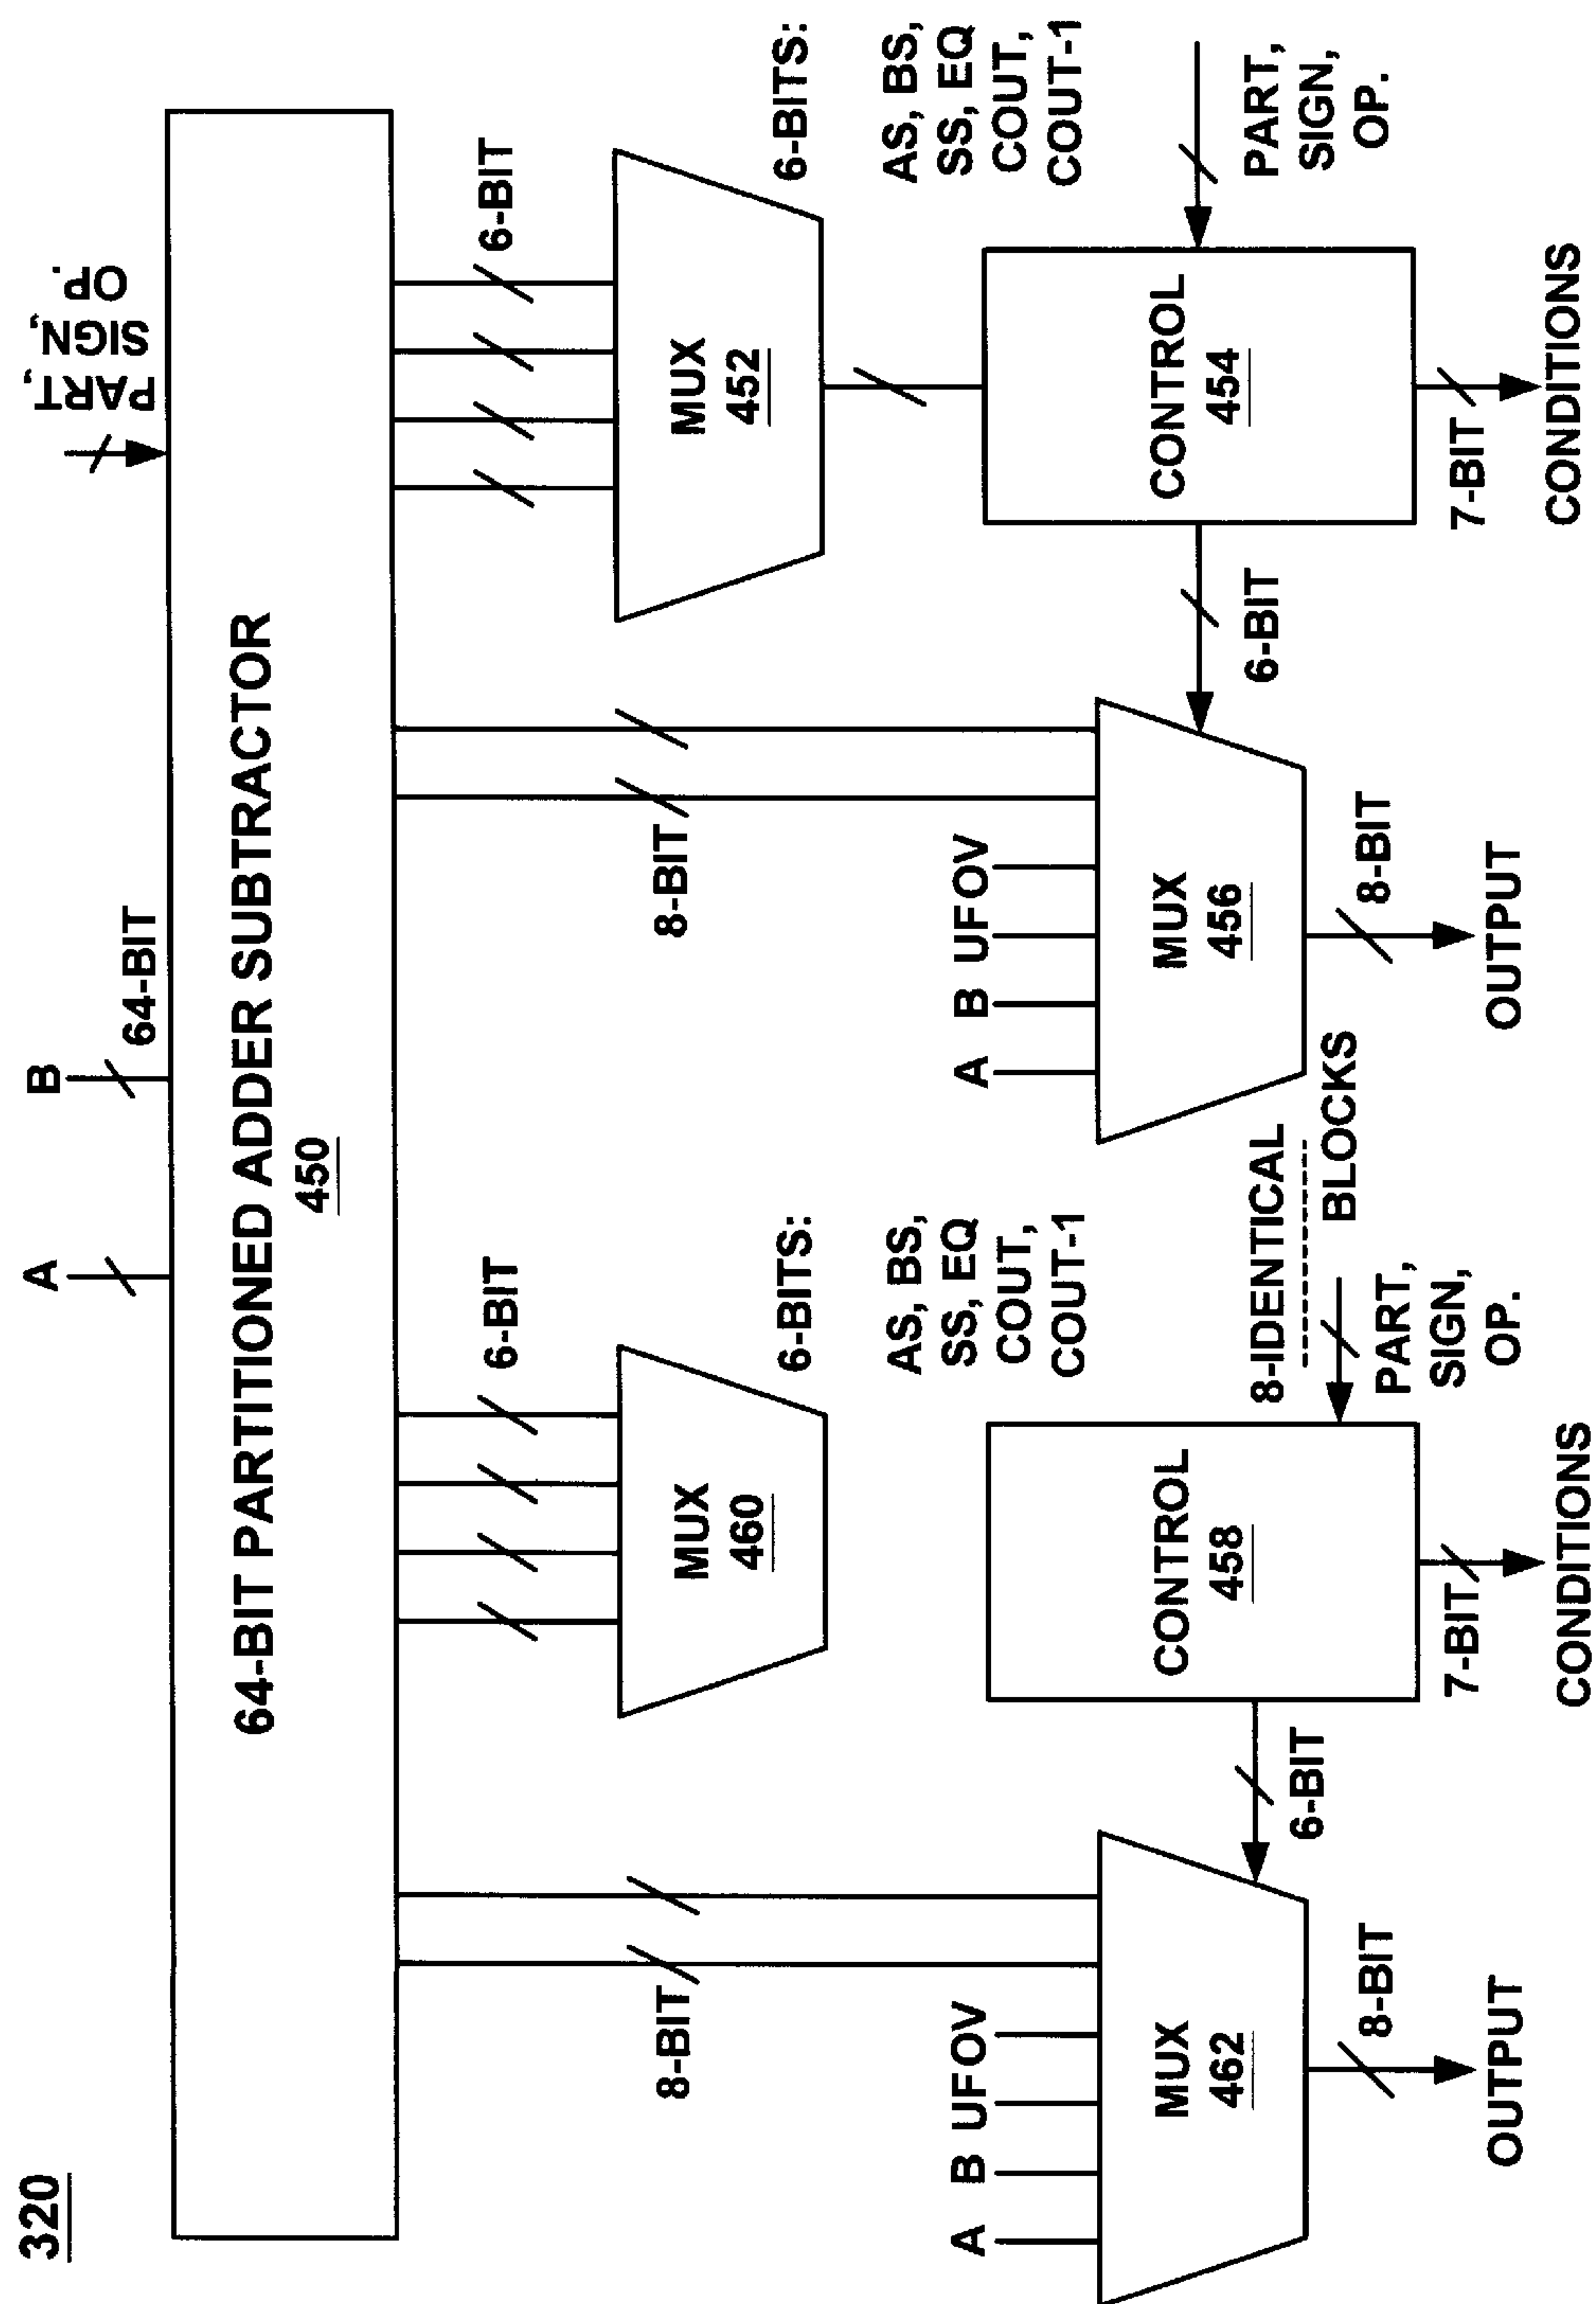 320
A
B
64-BIT
PART,
SIGN,
OP.
64-BIT PARTITIONED ADDER SUBTRACTOR
450
8-BIT
6-BIT
8-BIT
6-BIT
MUX
460
6-BITS:
AS, BS,
SS, EQ
COUT,
COUT-1
MUX
452
6-BITS:
AS, BS,
SS, EQ
COUT,
COUT-1
A B UFOV
MUX
462
6-BIT
8-BIT
OUTPUT
CONTROL
458
7-BIT
CONDITIONS
PART,
SIGN,
OP.
8-IDENTICAL
BLOCKS
A B UFOV
MUX
456
6-BIT
8-BIT
OUTPUT
CONTROL
454
7-BIT
CONDITIONS
PART,
SIGN,
OP.